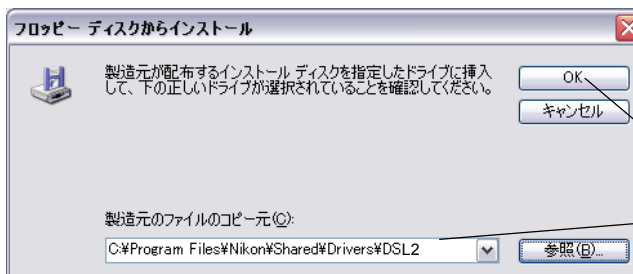 フロッピー ディスクからインストール
製造元が配布するインストール ディスクを指定したドライブに挿入
して、下の正しいドライブが選択されていることを確認してください。
OK
キャンセル
製造元のファイルのコピー元(C):
C:¥Program Files¥Nikon¥Shared¥Drivers¥DSL2
参照(B)...